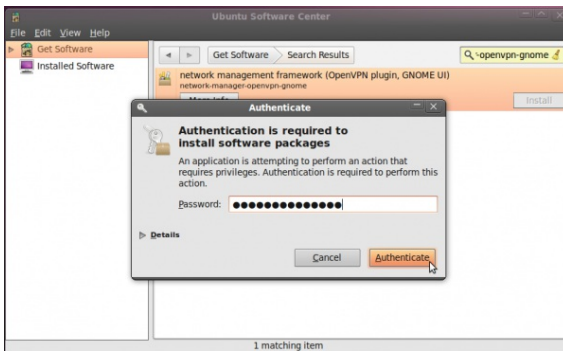 Ubuntu Software Center
File Edit View Help
Get Software
Installed Software
Get Software Search Results
-openvpn-gnome
network management framework (OpenVPN plugin, GNOME UI)
network-manager-openvpn-gnome
More Info
Install
Authenticate
Authentication is required to
install software packages
An application is attempting to perform an action that
requires privileges. Authentication is required to perform this
action.
Password: ●●●●●●●●●●●●●●
Details
Cancel
Authenticate
1 matching item